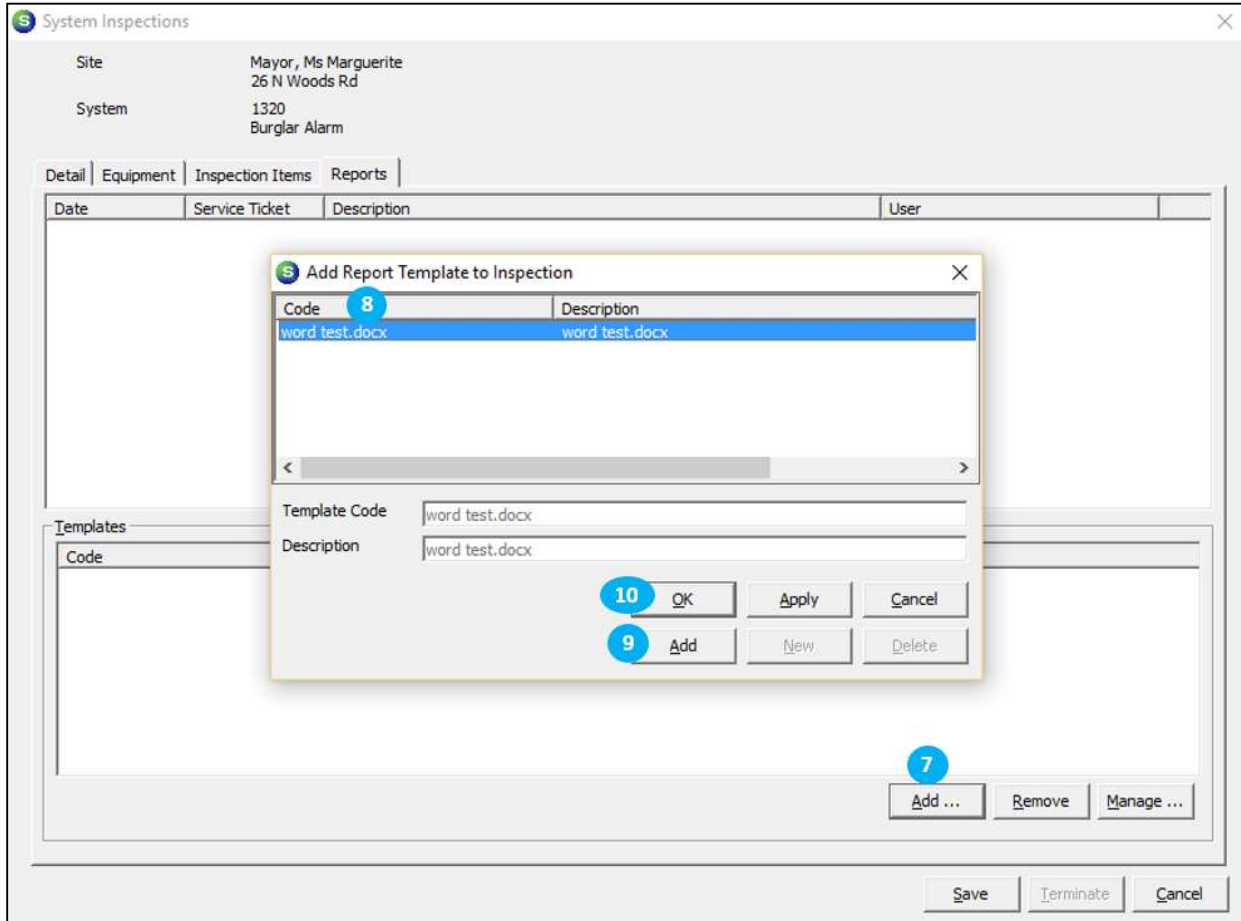 S System Inspections
Site Mayor, Ms Marguerite
26 N Woods Rd
System 1320
Burglar Alarm
Detail Equipment Inspection Items Reports
Date Service Ticket Description User
S Add Report Template to Inspection
Code 8 Description
word test.docx word test.docx
Template Code word test.docx
Description word test.docx
Templates
Code
10 OK Apply Cancel
9 Add New Delete
7
Add ... Remove Manage ...
Save Terminate Cancel